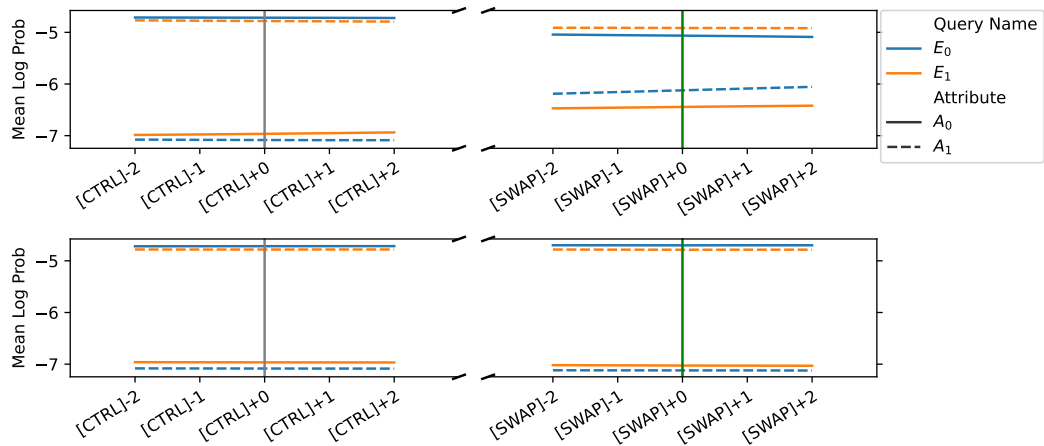 Mean Log Prob
-5
-6
-7
[CTRL]-2
[CTRL]-1
[CTRL]+0
[CTRL]+1
[CTRL]+2
[SWAP]-2
[SWAP]-1
[SWAP]+0
[SWAP]+1
[SWAP]+2
Query Name
E₀
E₁
Attribute
A₀
A₁
Mean Log Prob
-5
-6
-7
[CTRL]-2
[CTRL]-1
[CTRL]+0
[CTRL]+1
[CTRL]+2
[SWAP]-2
[SWAP]-1
[SWAP]+0
[SWAP]+1
[SWAP]+2